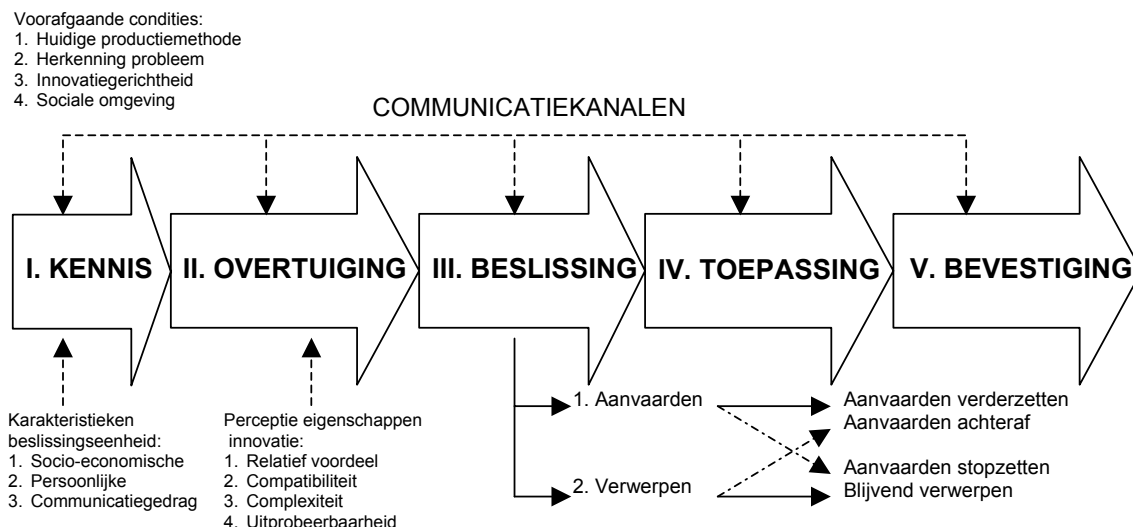 Voorafgaande condities:
1. Huidige productiemethode
2. Herkenning probleem
3. Innovatiegerichtheid
4. Sociale omgeving
COMMUNICATIEKANALEN
I. KENNIS
II. OVERTUIGING
III. BESLISSING
IV. TOEPASSING
V. BEVESTIGING
Karakteristieken
beslissingseenheid:
1. Socio-economische
2. Persoonlijke
3. Communicatiegedrag
Perceptie eigenschappen
innovatie:
1. Relatief voordeel
2. Compatibiliteit
3. Complexiteit
4. Uitprobeerbaarheid
1. Aanvaarden
2. Verwerpen
Aanvaarden verderzetten
Aanvaarden achteraf
Aanvaarden stopzetten
Blijvend verwerpen